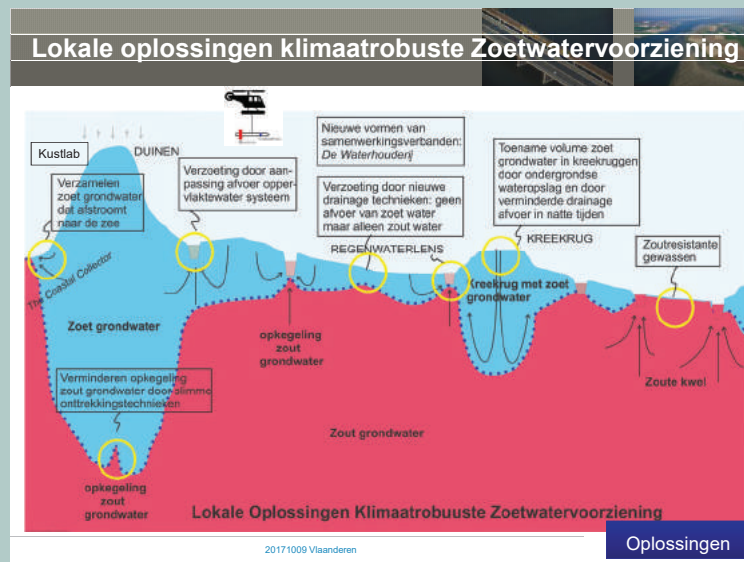 Lokale oplossingen klimaatrobuste Zoetwatervoorziening
Kustlab
DUINEN
Verzamelen
zoet grondwater
dat afstroomt
naar de zee
The Coastal Collector
Verzoeting door aan-
passing afvoer opper-
vlaktewater systeem
Nieuwe vormen van
samenwerkingsverbanden:
De Waterhouderij
Verzoeting door nieuwe
drainage technieken: geen
afvoer van zoet water
maar alleen zout water
REGENWATERLENS
Toename volume zoet
grondwater in kreekruggen
door ondergrondse
wateropslag en door
verminderde drainage
afvoer in natte tijden
KREEKRUG
Zoutresistante
gewassen
Kreekrug met zoet
grondwater
Zoet grondwater
opkegeling
zout
grondwater
Verminderen opkegeling
zout grondwater door slimme
onttrekkingstechnieken
Zoute kwel
Zout grondwater
opkegeling
zout
grondwater
Lokale Oplossingen Klimaatrobuuste Zoetwatervoorziening
20171009 Vlaanderen
Oplossingen